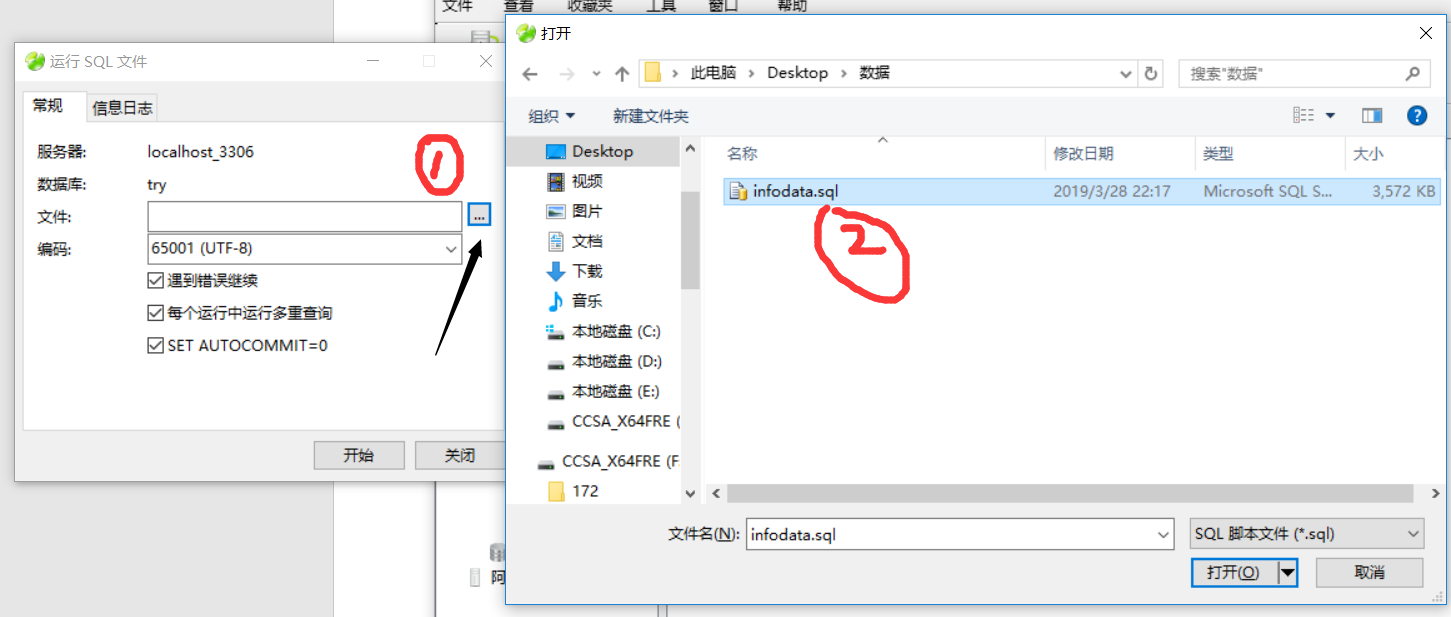 文件 查看 收藏夹 工具 窗口 帮助
运行 SQL 文件
常规 信息日志
服务器: localhost_3306
数据库: try
文件: ...
编码: 65001 (UTF-8)
遇到错误继续
每个运行中运行多重查询
SET AUTOCOMMIT=0
开始 关闭
1
打开
此电脑 › Desktop › 数据
搜索"数据"
组织 新建文件夹
?
Desktop
视频
图片
文档
下载
音乐
本地磁盘 (C:)
本地磁盘 (D:)
本地磁盘 (E:)
CCSA_X64FRE (
CCSA_X64FRE (F
172
名称 修改日期 类型 大小
infodata.sql 2019/3/28 22:17 Microsoft SQL S... 3,572 KB
2
文件名(N): infodata.sql
SQL 脚本文件 (*.sql)
打开(O) 取消
阿